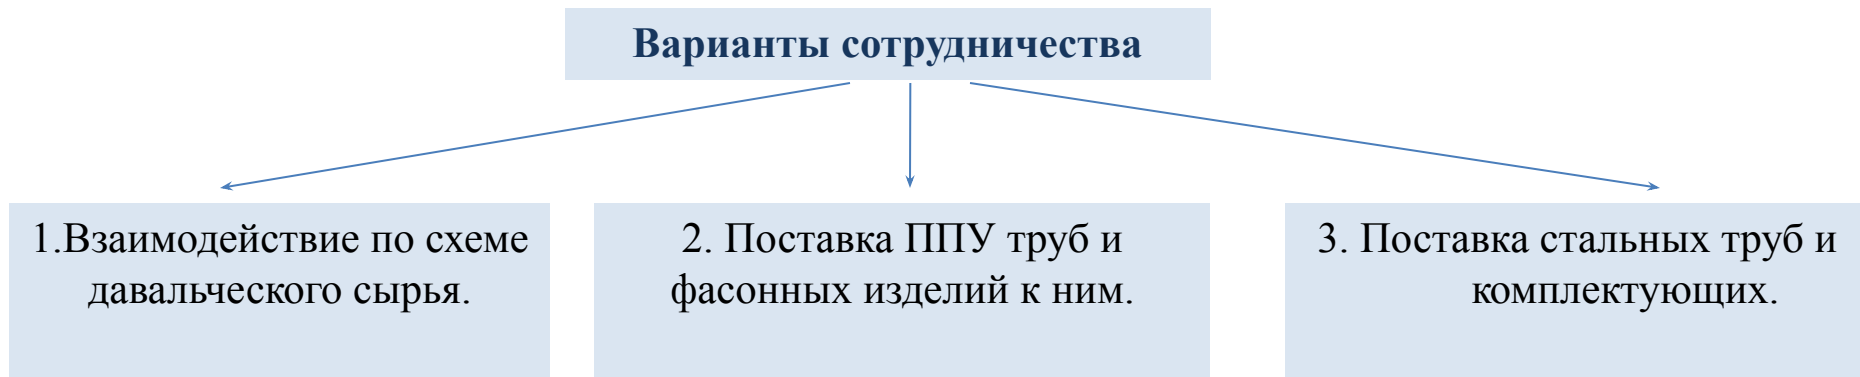 Варианты сотрудничества
1.Взаимодействие по схеме
давальческого сырья.
2. Поставка ППУ труб и
фасонных изделий к ним.
3. Поставка стальных труб и
комплектующих.